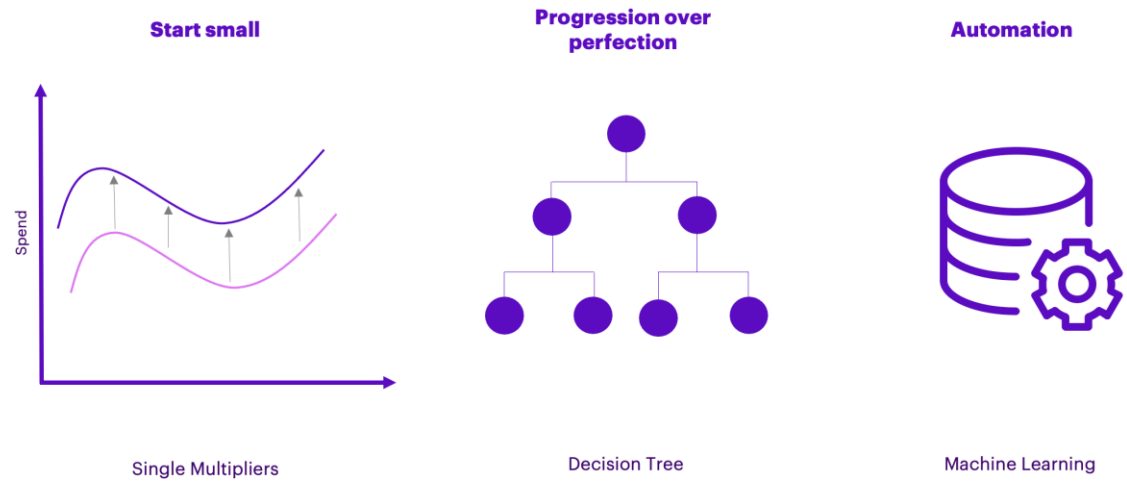 Start small
Progression over
perfection
Automation
Spend
Single Multipliers
Decision Tree
Machine Learning